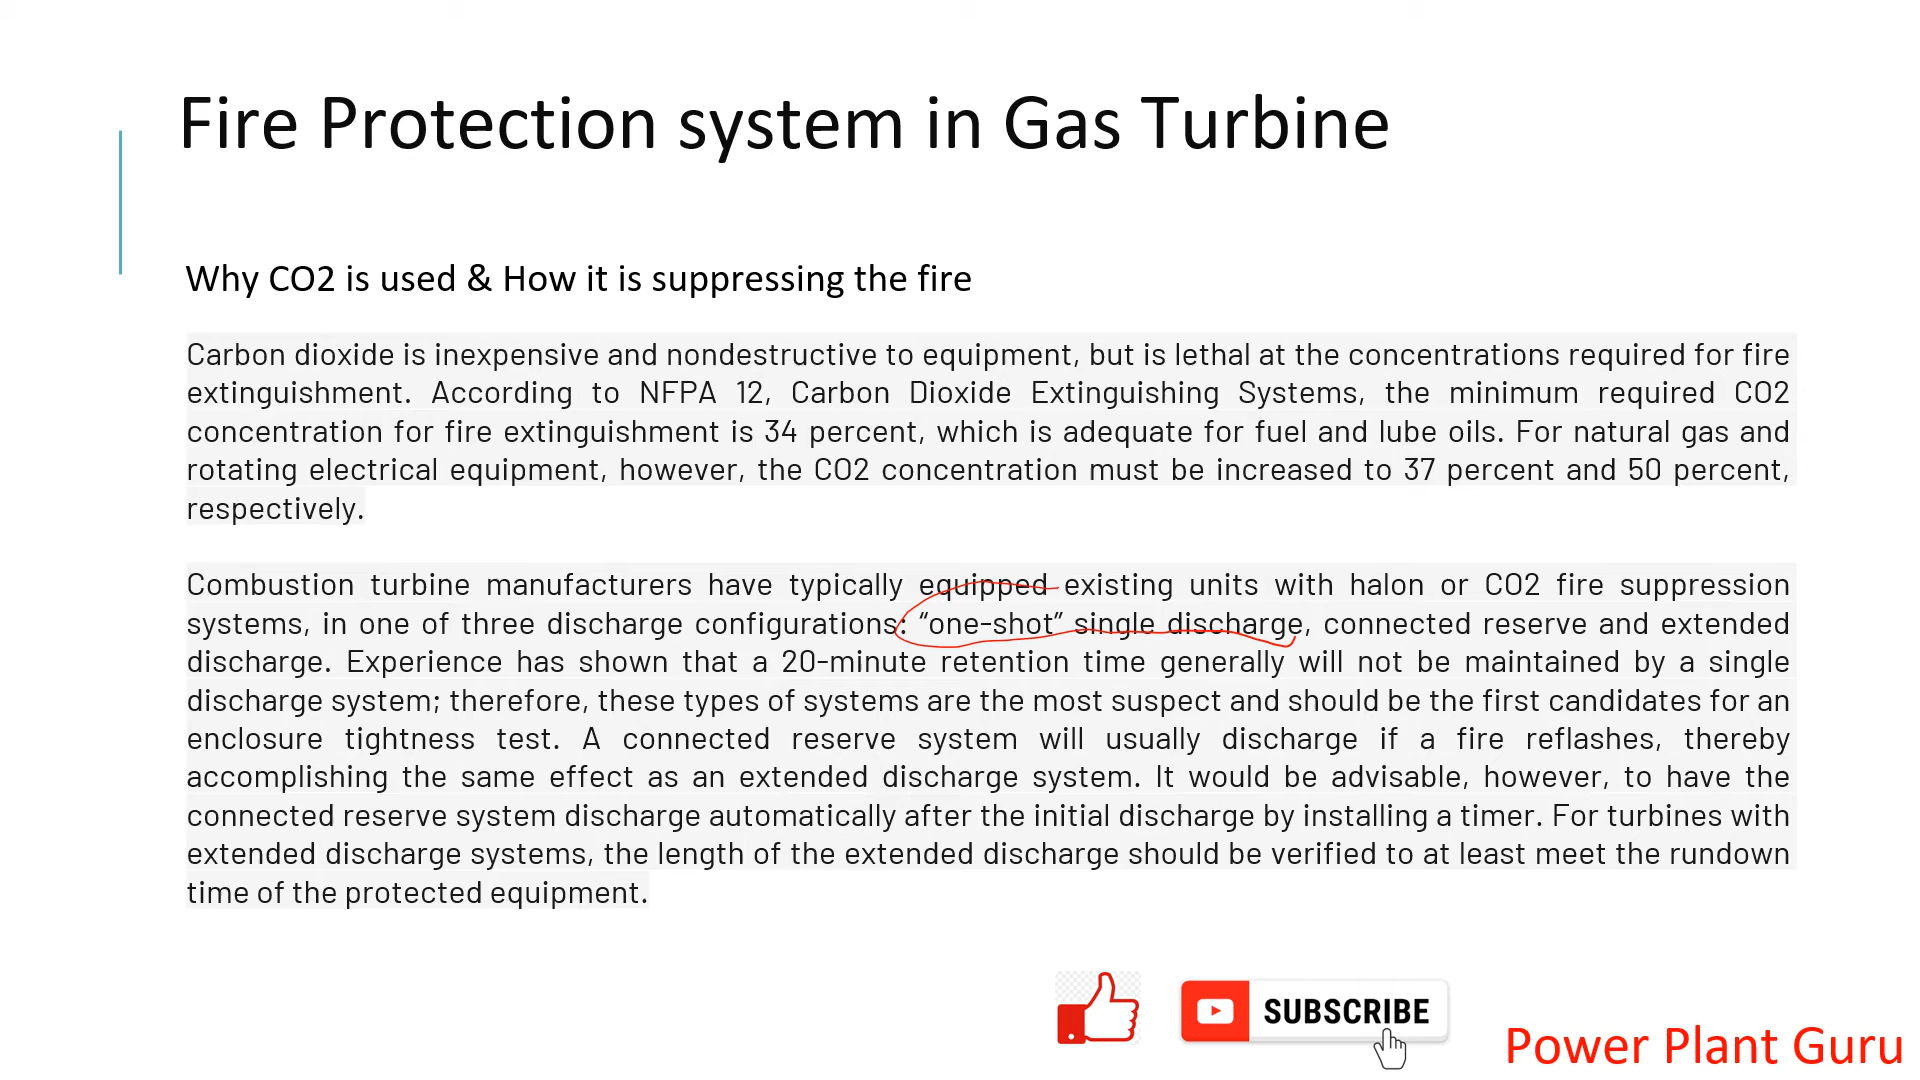 Fire Protection system in Gas Turbine
Why CO2 is used & How it is suppressing the fire
Carbon dioxide is inexpensive and nondestructive to equipment, but is lethal at the concentrations required for fire
extinguishment. According to NFPA 12, Carbon Dioxide Extinguishing Systems, the minimum required CO2
concentration for fire extinguishment is 34 percent, which is adequate for fuel and lube oils. For natural gas and
rotating electrical equipment, however, the CO2 concentration must be increased to 37 percent and 50 percent,
respectively.
Combustion turbine manufacturers have typically equipped existing units with halon or CO2 fire suppression
systems, in one of three discharge configurations: “one-shot” single discharge, connected reserve and extended
discharge. Experience has shown that a 20-minute retention time generally will not be maintained by a single
discharge system; therefore, these types of systems are the most suspect and should be the first candidates for an
enclosure tightness test. A connected reserve system will usually discharge if a fire reflashes, thereby
accomplishing the same effect as an extended discharge system. It would be advisable, however, to have the
connected reserve system discharge automatically after the initial discharge by installing a timer. For turbines with
extended discharge systems, the length of the extended discharge should be verified to at least meet the rundown
time of the protected equipment.
SUBSCRIBE
Power Plant Guru